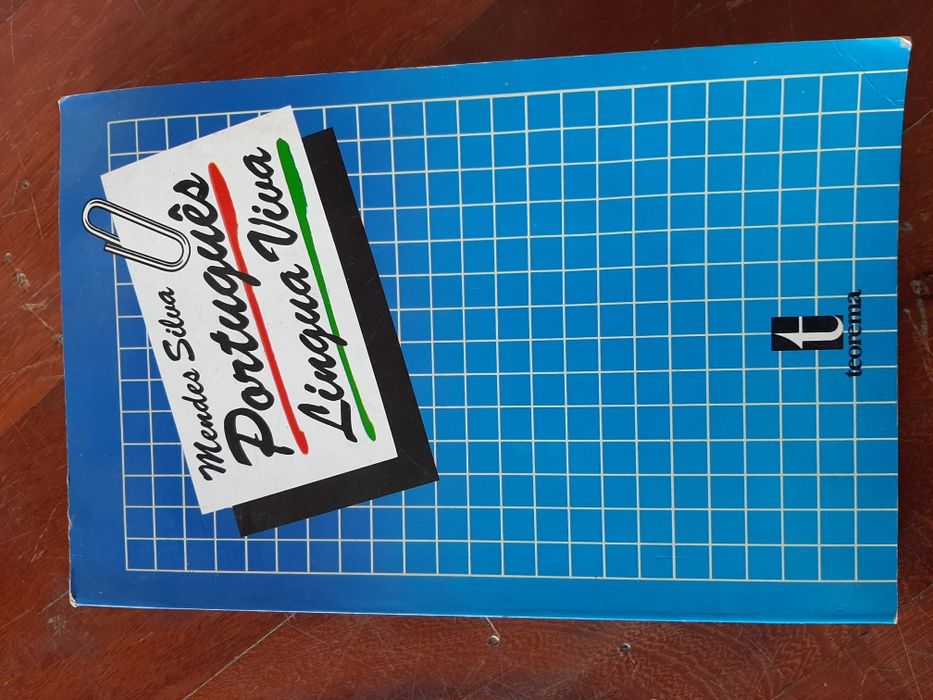 Mendes Silva
Português
Língua Viva
t
teorema